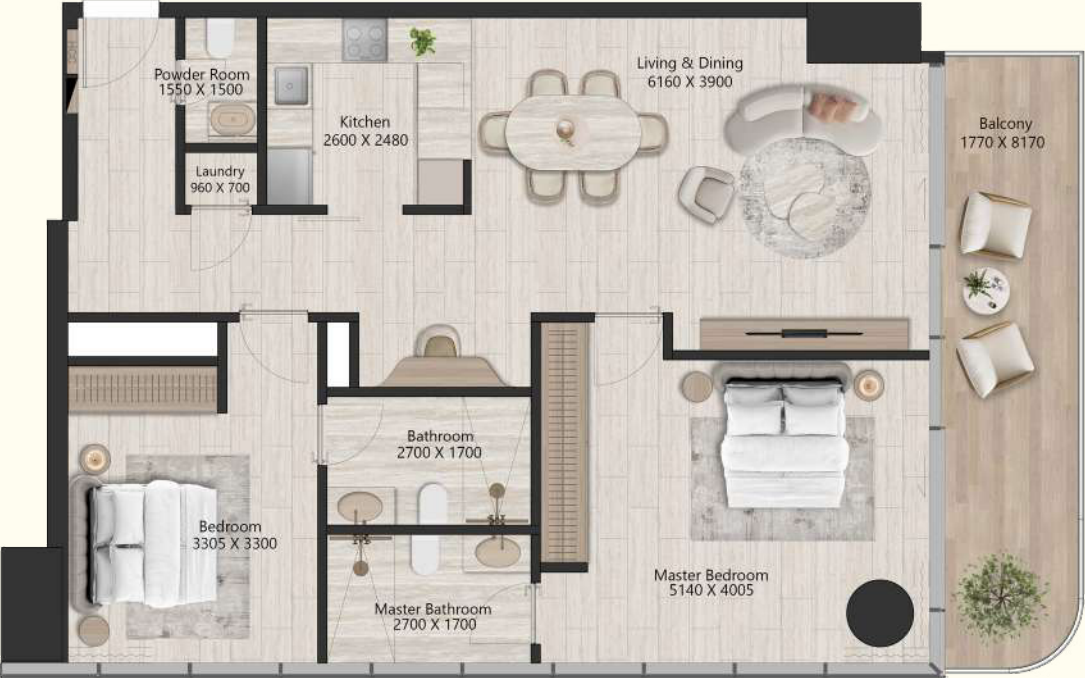 Powder Room
1550 X 1500
Living & Dining
6160 X 3900
Kitchen
2600 X 2480
Balcony
1770 X 8170
Laundry
960 X 700
Bathroom
2700 X 1700
Bedroom
3305 X 3300
Master Bedroom
5140 X 4005
Master Bathroom
2700 X 1700